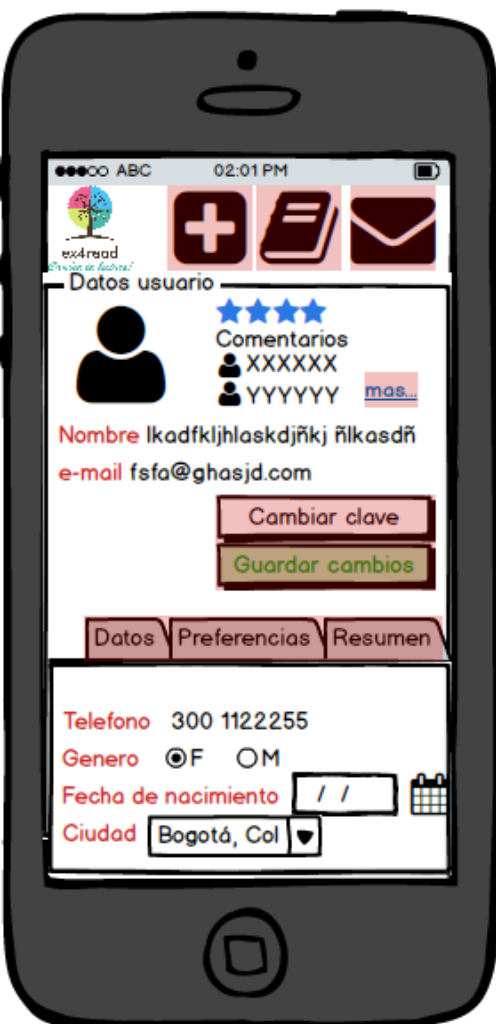 ABC 02:01 PM
ex4read
Datos usuario
Comentarios
XXXXXX
YYYYYY mas...
Nombre lkadfkljhlaskdjñkj ñlkasdñ
e-mail fsfa@ghasjd.com
Cambiar clave
Guardar cambios
Datos Preferencias Resumen
Telefono 300 1122255
Genero F M
Fecha de nacimiento / /
Ciudad Bogotá, Col